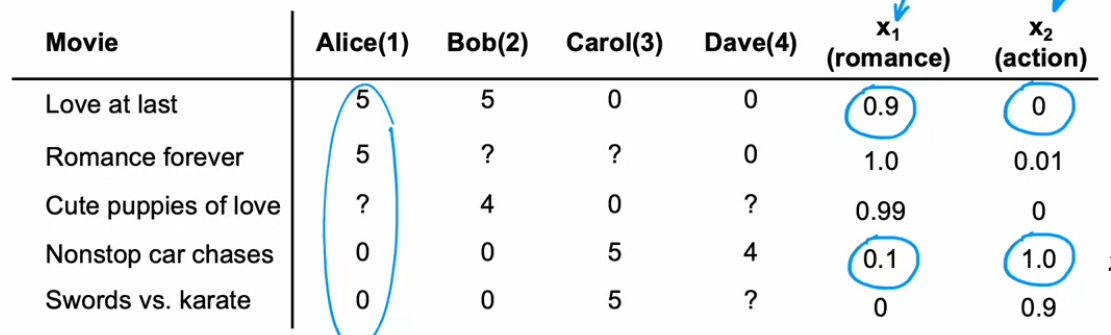 Movie Alice(1) Bob(2) Carol(3) Dave(4) x₁ (romance) x₂ (action)
Love at last 5 5 0 0 0.9 0
Romance forever 5 ? ? 0 1.0 0.01
Cute puppies of love ? 4 0 ? 0.99 0
Nonstop car chases 0 0 5 4 0.1 1.0
Swords vs. karate 0 0 5 ? 0 0.9